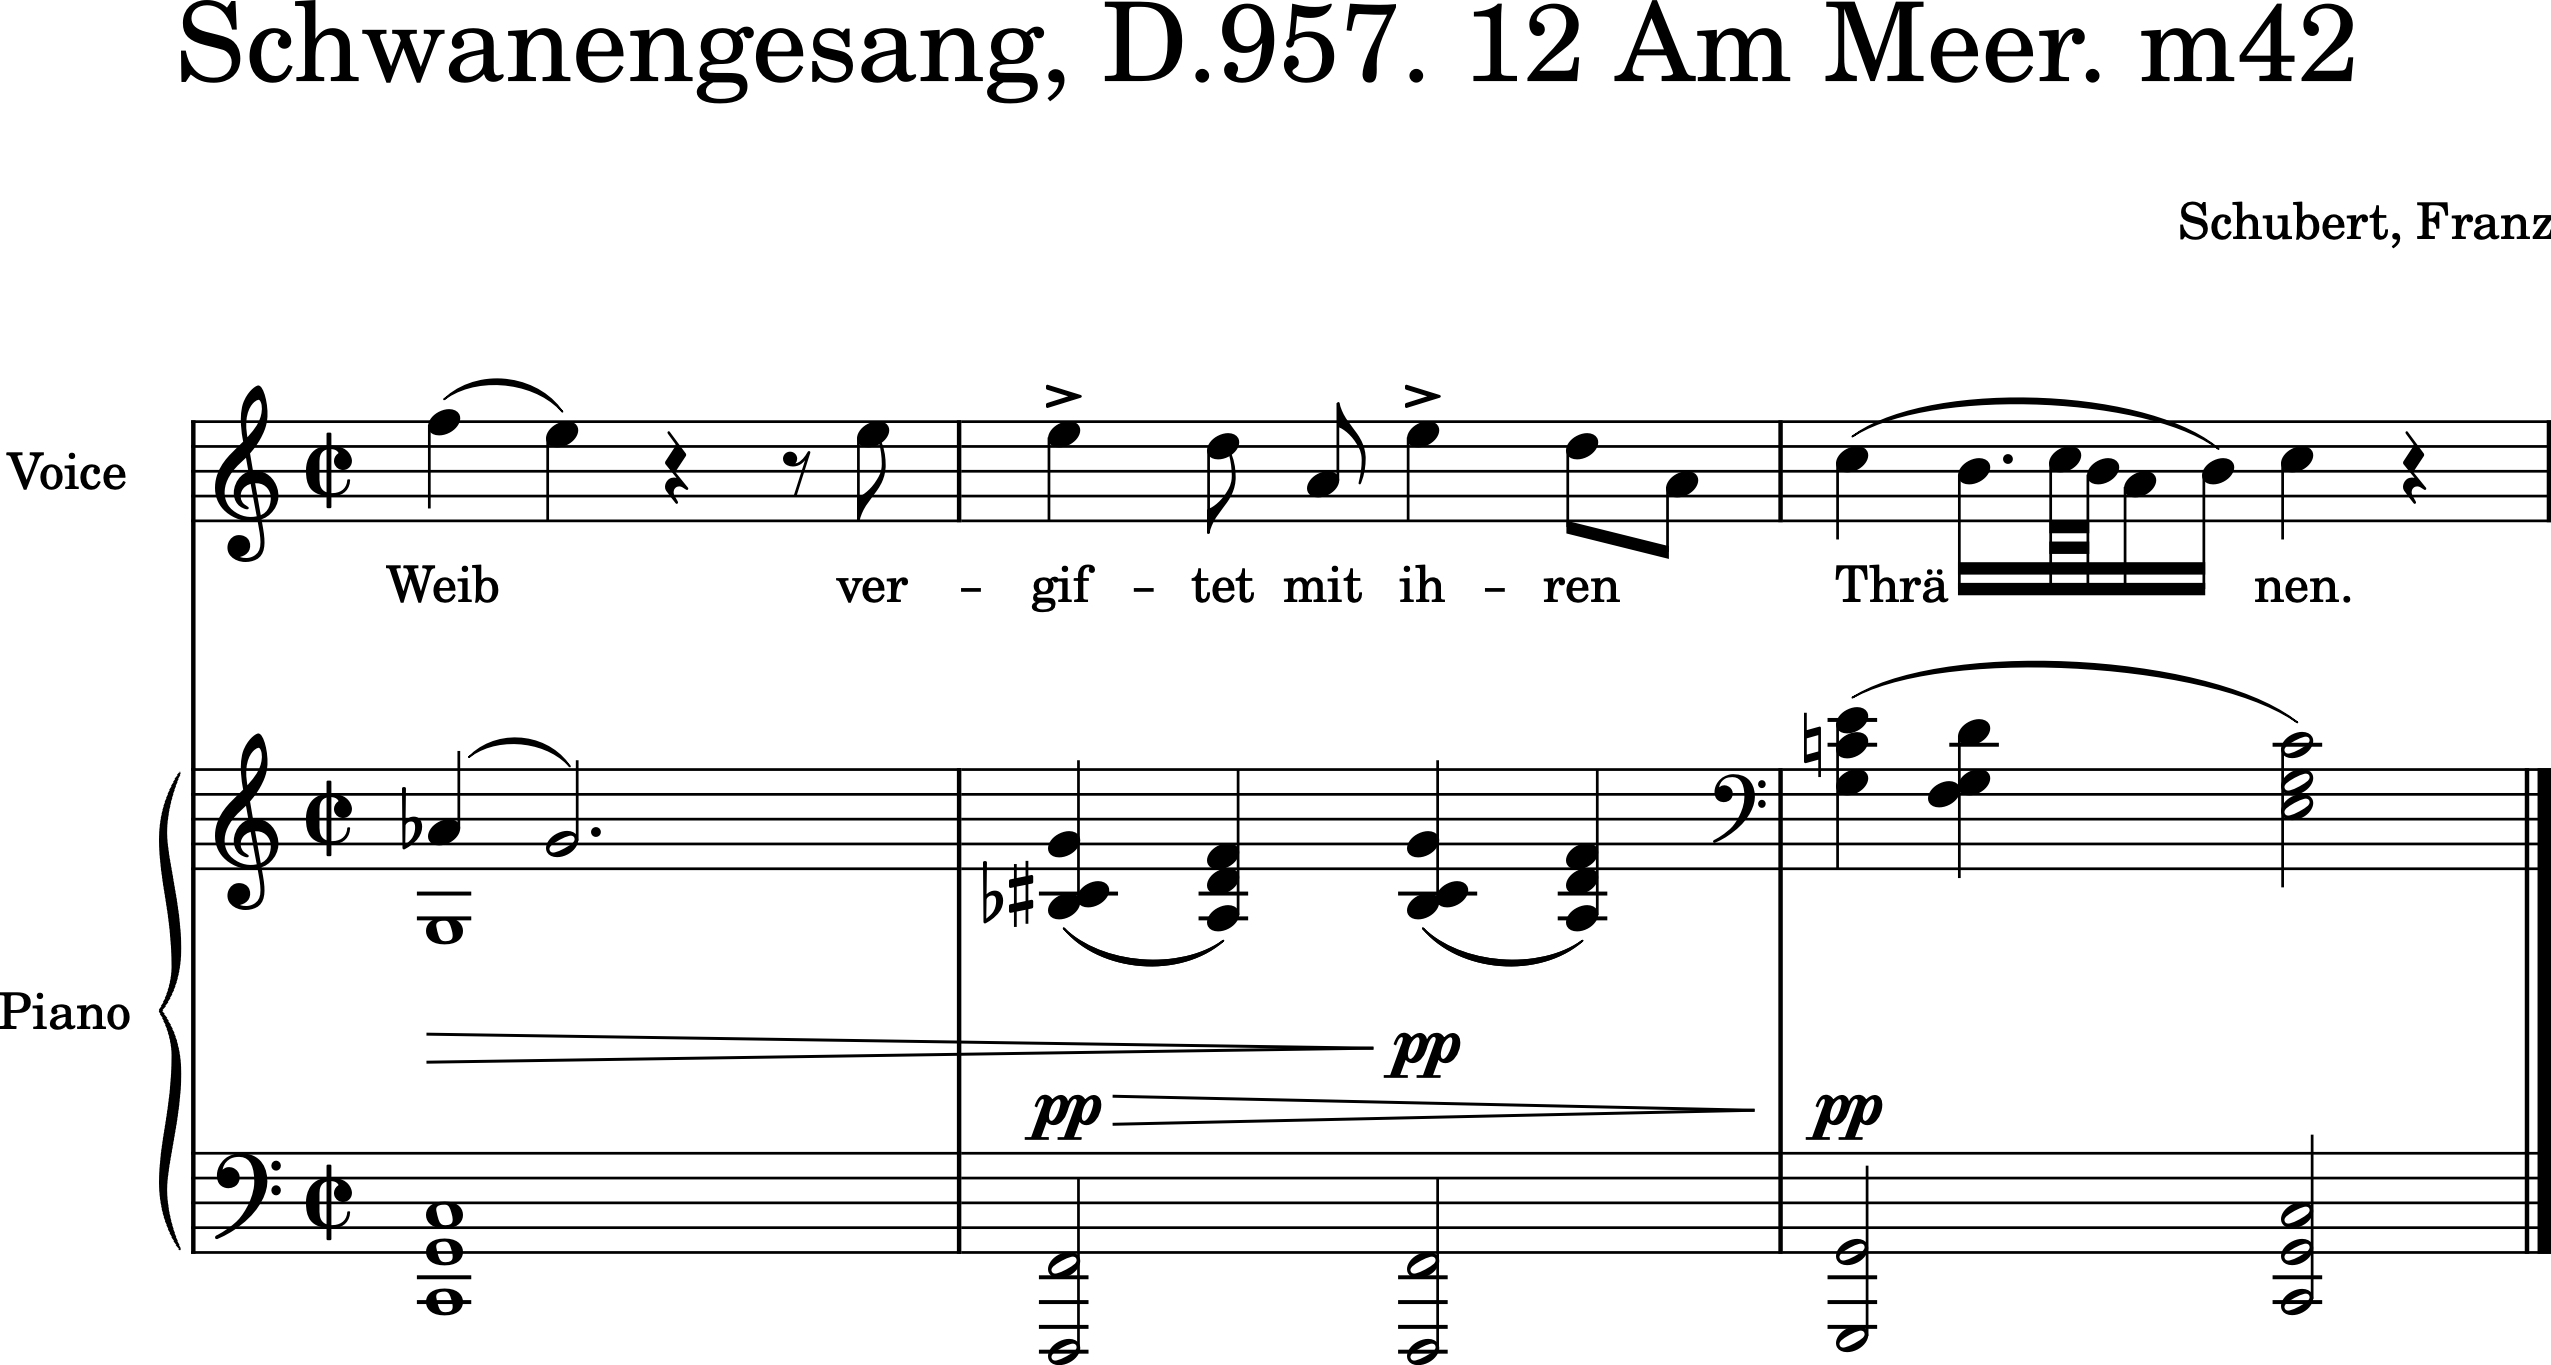 Schwanengesang, D.957. 12 Am Meer. m42
Schubert, Franz
Voice
Weib ver – gif – tet mit ih – ren Thrä nen.
Piano
pp
pp pp